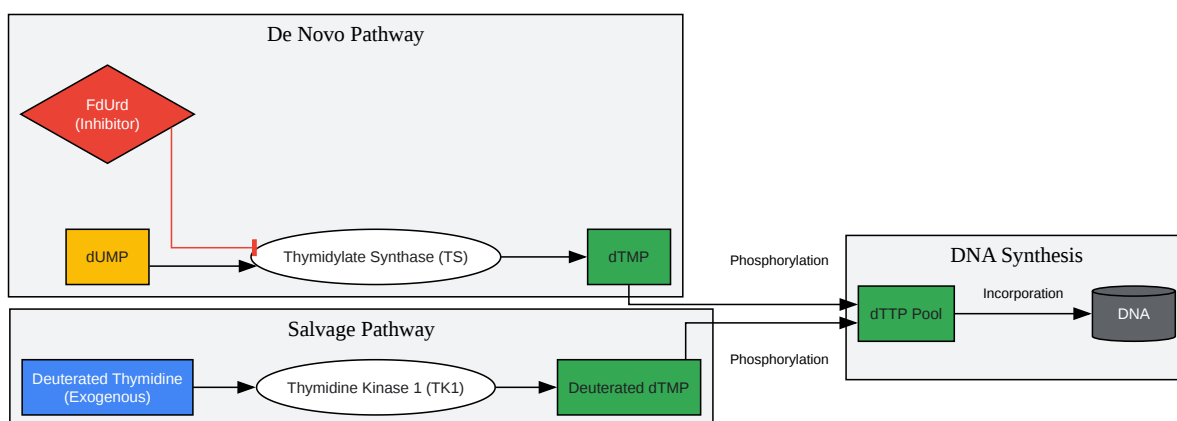 De Novo Pathway
FdUrd
(Inhibitor)
dUMP
Thymidylate Synthase (TS)
dTMP
Phosphorylation
DNA Synthesis
dTTP Pool
Incorporation
DNA
Salvage Pathway
Deuterated Thymidine
(Exogenous)
Thymidine Kinase 1 (TK1)
Deuterated dTMP
Phosphorylation